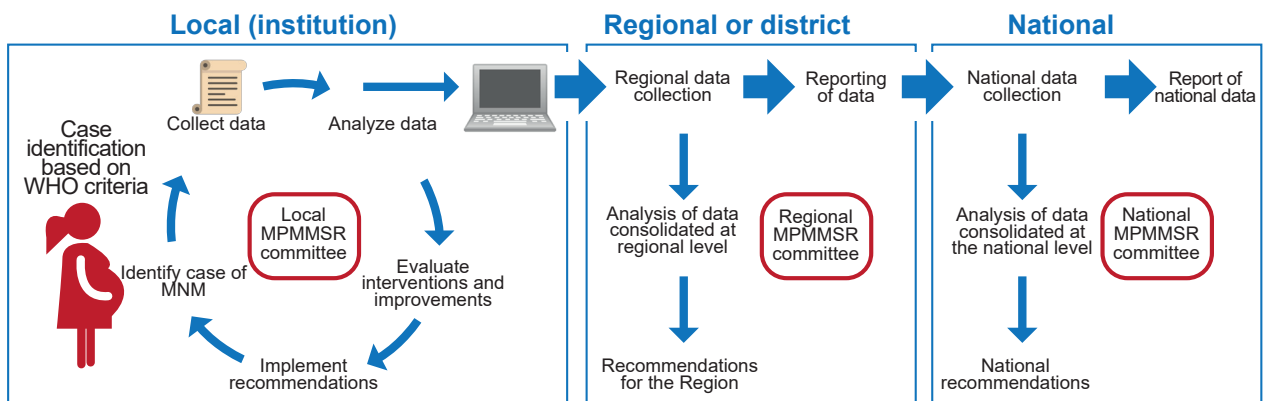 Local (institution)
Collect data
Analyze data
Case
identification
based on
WHO criteria
Local
MPMMSR
committee
Identify case of
MNM
Evaluate
interventions and
improvements
Implement
recommendations
Regional or district
Regional data
collection
Reporting
of data
Analysis of data
consolidated at
regional level
Regional
MPMMSR
committee
Recommendations
for the Region
National
National data
collection
Report of
national data
Analysis of data
consolidated at
the national level
National
MPMMSR
committee
National
recommendations